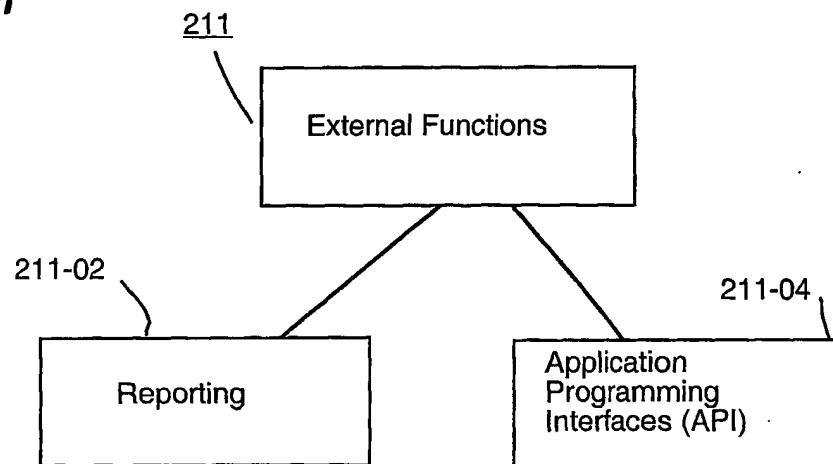 211
External Functions
211-02
211-04
Reporting
Application
Programming
Interfaces (API)